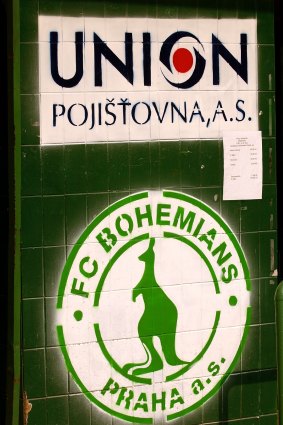 UNION
POJIŠŤOVNA, A.S.
FC BOHEMIANS
PRAHA a.s.